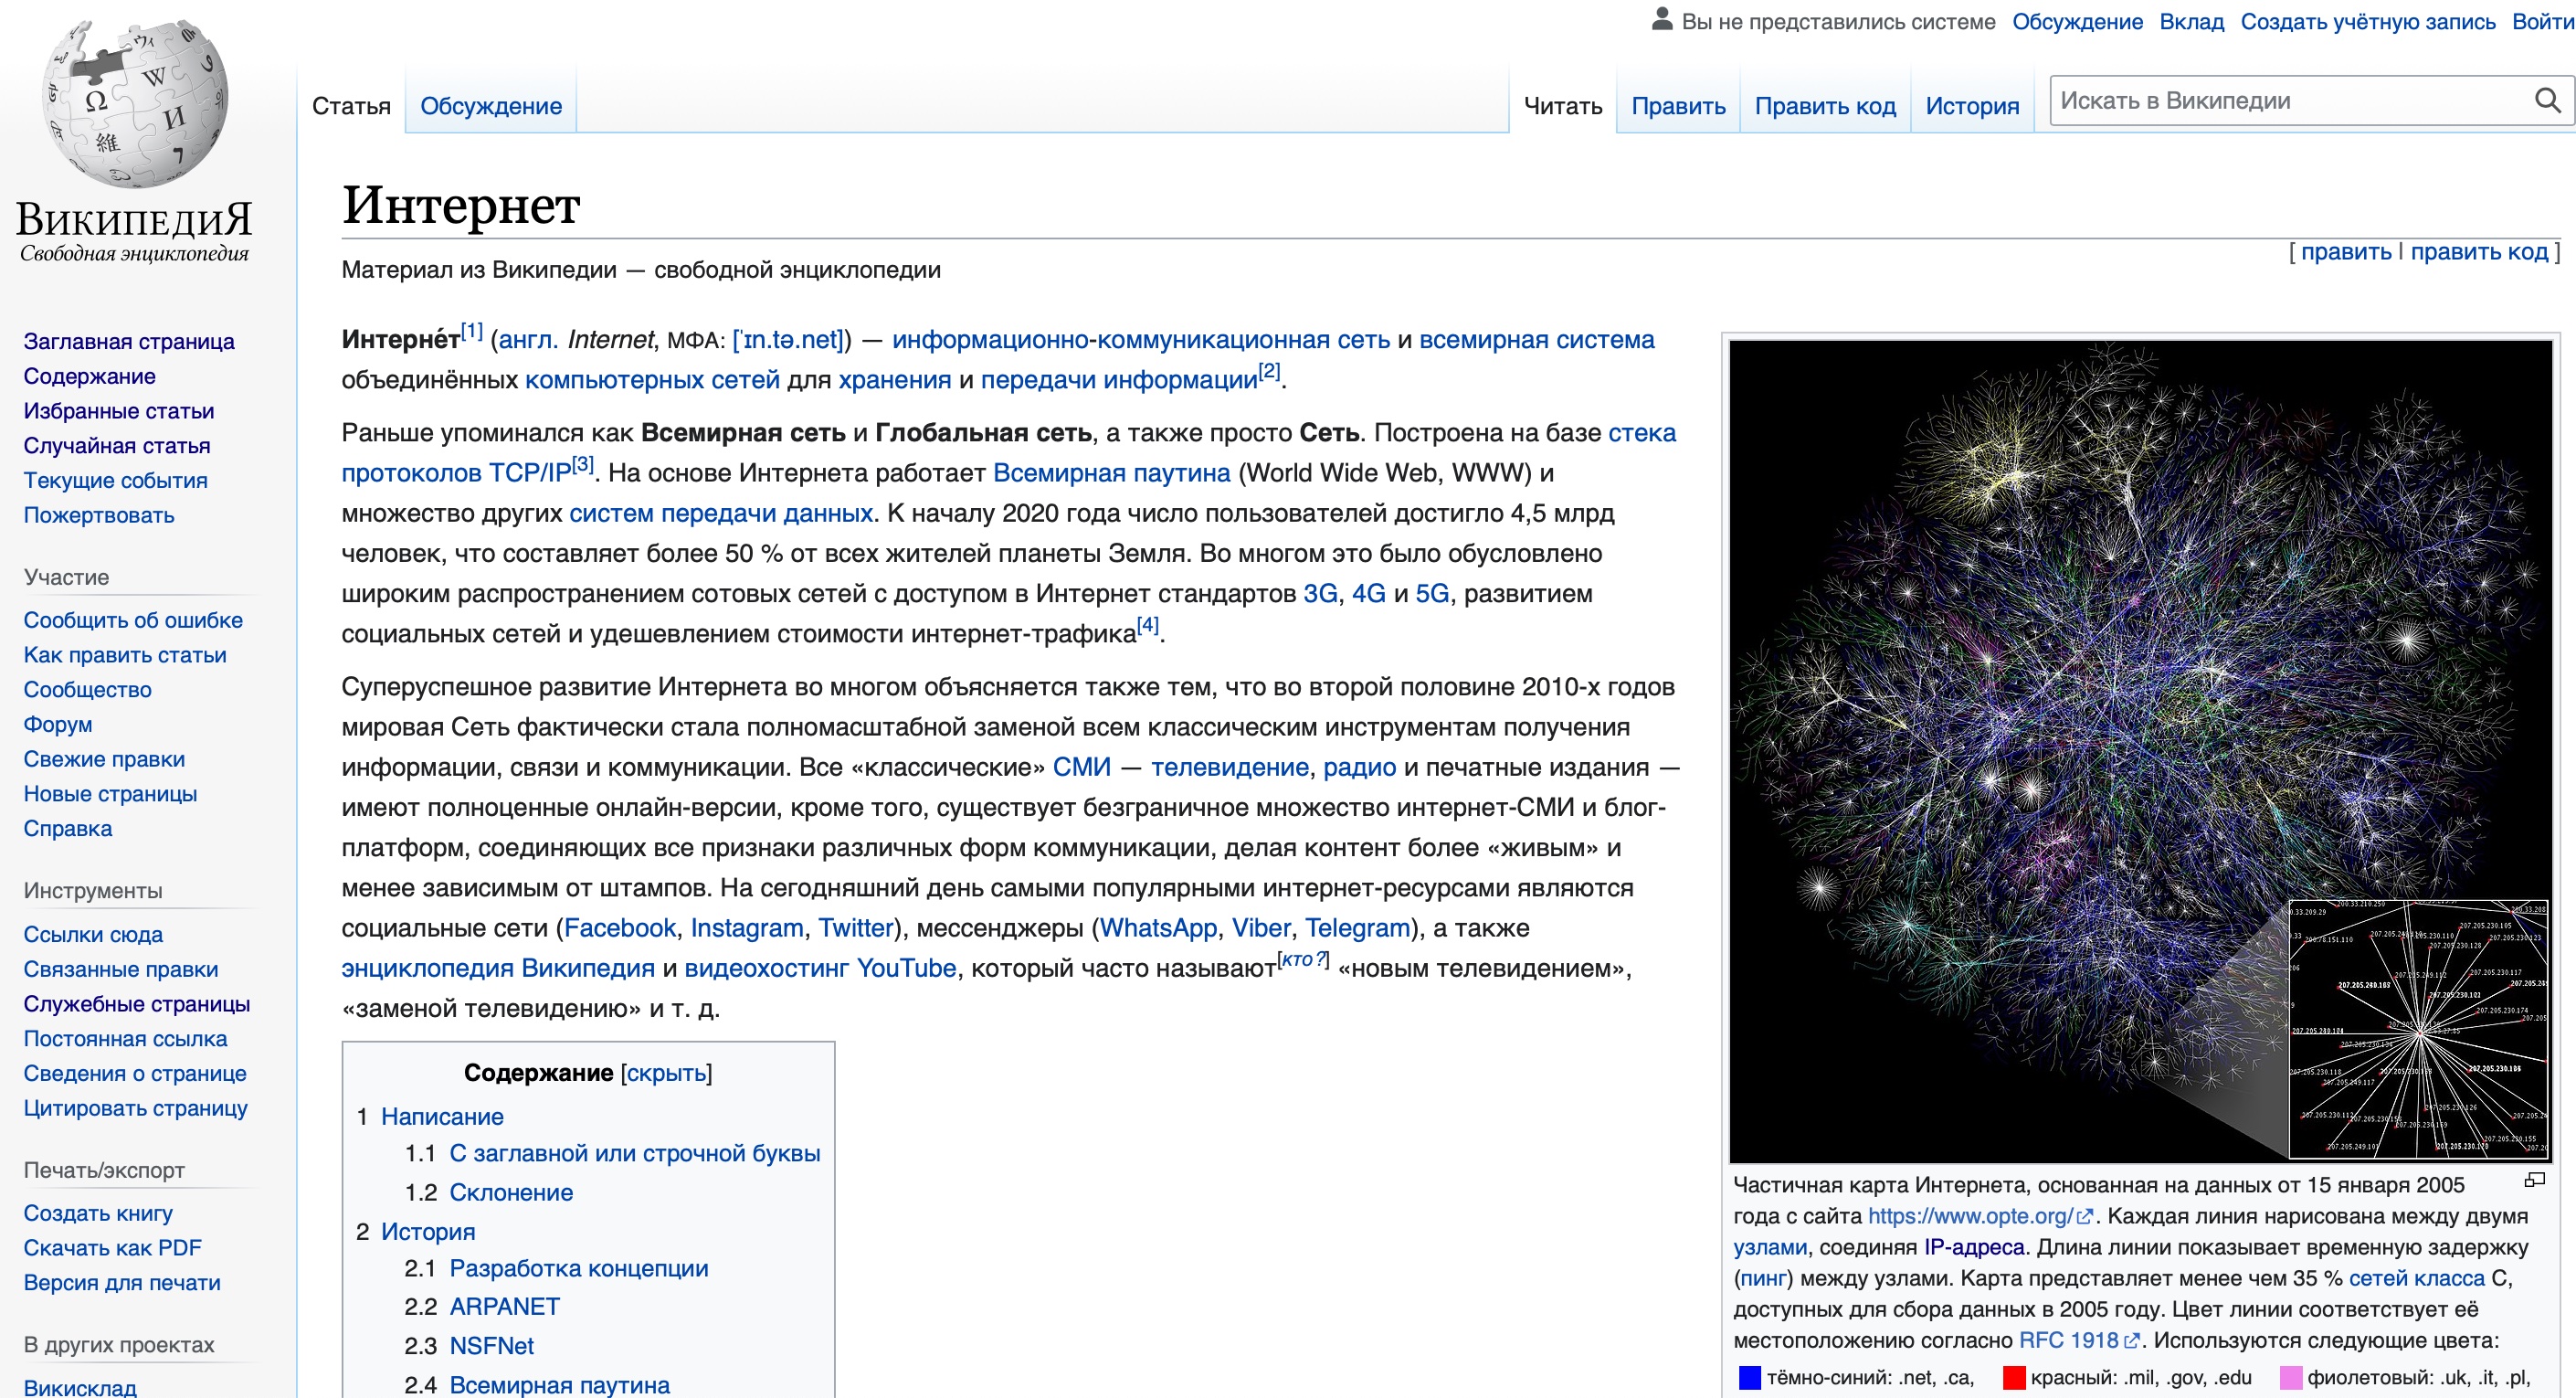 Вы не представились системе Обсуждение Вклад Создать учётную запись Войти
Статья Обсуждение Читать Править Править код История Искать в Википедии
ВикипедиЯ
Свободная энциклопедия
Заглавная страница
Содержание
Избранные статьи
Случайная статья
Текущие события
Пожертвовать
Участие
Сообщить об ошибке
Как править статьи
Сообщество
Форум
Свежие правки
Новые страницы
Справка
Инструменты
Ссылки сюда
Связанные правки
Служебные страницы
Постоянная ссылка
Сведения о странице
Цитировать страницу
Печать/экспорт
Создать книгу
Скачать как PDF
Версия для печати
В других проектах
Викисклад
Интернет
[ править | править код ]
Материал из Википедии — свободной энциклопедии
Интерне́т[1] (англ. Internet, МФА: [ˈɪn.tə.net]) — информационно-коммуникационная сеть и всемирная система
объединённых компьютерных сетей для хранения и передачи информации[2].
Раньше упоминался как Всемирная сеть и Глобальная сеть, а также просто Сеть. Построена на базе стека
протоколов TCP/IP[3]. На основе Интернета работает Всемирная паутина (World Wide Web, WWW) и
множество других систем передачи данных. К началу 2020 года число пользователей достигло 4,5 млрд
человек, что составляет более 50 % от всех жителей планеты Земля. Во многом это было обусловлено
широким распространением сотовых сетей с доступом в Интернет стандартов 3G, 4G и 5G, развитием
социальных сетей и удешевлением стоимости интернет-трафика[4].
Суперуспешное развитие Интернета во многом объясняется также тем, что во второй половине 2010-х годов
мировая Сеть фактически стала полномасштабной заменой всем классическим инструментам получения
информации, связи и коммуникации. Все «классические» СМИ — телевидение, радио и печатные издания —
имеют полноценные онлайн-версии, кроме того, существует безграничное множество интернет-СМИ и блог-
платформ, соединяющих все признаки различных форм коммуникации, делая контент более «живым» и
менее зависимым от штампов. На сегодняшний день самыми популярными интернет-ресурсами являются
социальные сети (Facebook, Instagram, Twitter), мессенджеры (WhatsApp, Viber, Telegram), а также
энциклопедия Википедия и видеохостинг YouTube, который часто называют[кто?] «новым телевидением»,
«заменой телевидению» и т. д.
Содержание [скрыть]
1 Написание
1.1 С заглавной или строчной буквы
1.2 Склонение
2 История
2.1 Разработка концепции
2.2 ARPANET
2.3 NSFNet
2.4 Всемирная паутина
Частичная карта Интернета, основанная на данных от 15 января 2005
года с сайта https://www.opte.org/. Каждая линия нарисована между двумя
узлами, соединяя IP-адреса. Длина линии показывает временную задержку
(пинг) между узлами. Карта представляет менее чем 35 % сетей класса C,
доступных для сбора данных в 2005 году. Цвет линии соответствует её
местоположению согласно RFC 1918. Используются следующие цвета:
тёмно-синий: .net, .ca, красный: .mil, .gov, .edu фиолетовый: .uk, .it, .pl,